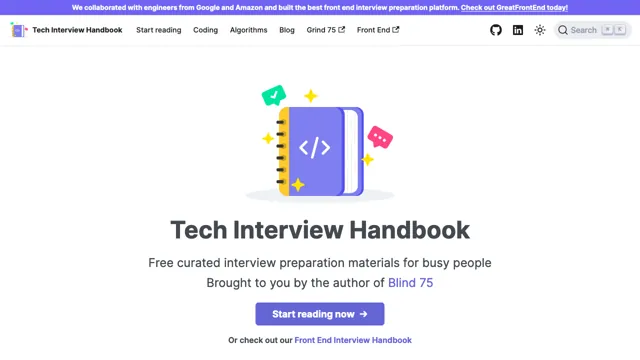 We collaborated with engineers from Google and Amazon and built the best front end interview preparation platform. Check out GreatFrontEnd today!
Tech Interview Handbook Start reading Coding Algorithms Blog Grind 75 Front End Search ⌘ K
</>
Tech Interview Handbook
Free curated interview preparation materials for busy people
Brought to you by the author of Blind 75
Start reading now →
Or check out our Front End Interview Handbook